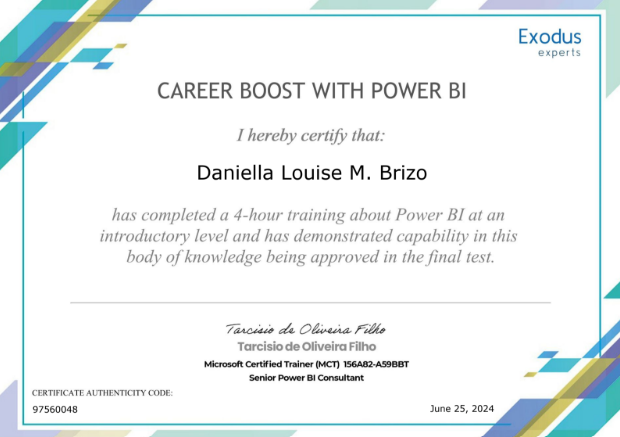 Exodus
experts
CAREER BOOST WITH POWER BI
I hereby certify that:
Daniella Louise M. Brizo
has completed a 4-hour training about Power BI at an
introductory level and has demonstrated capability in this
body of knowledge being approved in the final test.
Tarcisio de Oliveira Filho
Tarcisio de Oliveira Filho
Microsoft Certified Trainer (MCT) 156A82-A59BBT
Senior Power BI Consultant
CERTIFICATE AUTHENTICITY CODE:
97560048
June 25, 2024